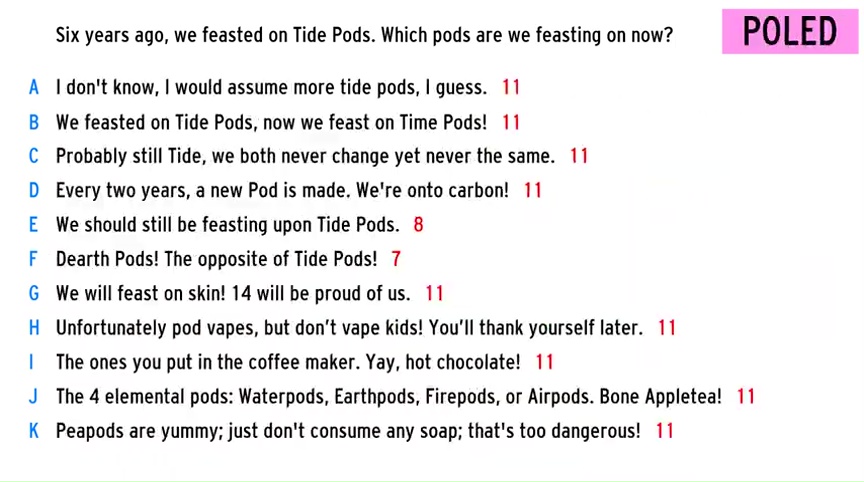 Six years ago, we feasted on Tide Pods. Which pods are we feasting on now?
POLED
A I don't know, I would assume more tide pods, I guess. 11
B We feasted on Tide Pods, now we feast on Time Pods! 11
C Probably still Tide, we both never change yet never the same. 11
D Every two years, a new Pod is made. We're onto carbon! 11
E We should still be feasting upon Tide Pods. 8
F Dearth Pods! The opposite of Tide Pods! 7
G We will feast on skin! 14 will be proud of us. 11
H Unfortunately pod vapes, but don't vape kids! You'll thank yourself later. 11
I The ones you put in the coffee maker. Yay, hot chocolate! 11
J The 4 elemental pods: Waterpods, Earthpods, Firepods, or Airpods. Bone Appletea! 11
K Peapods are yummy; just don't consume any soap; that's too dangerous! 11